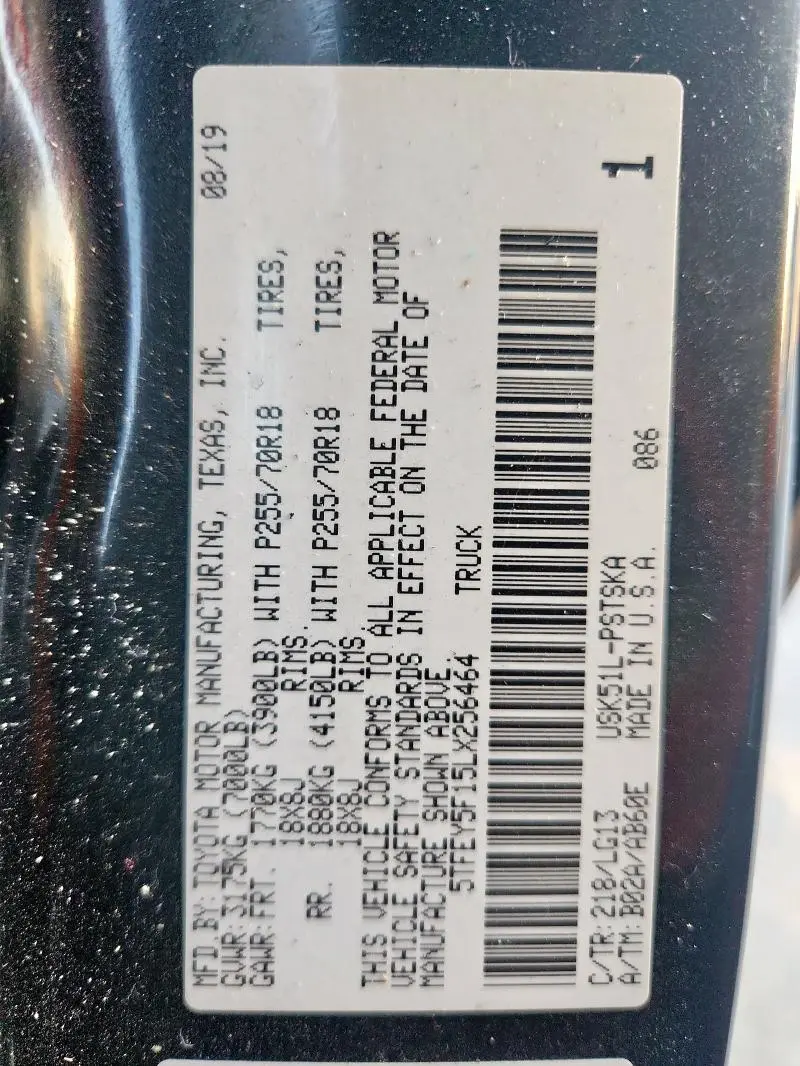 MFD BY: TOYOTA MOTOR MANUFACTURING, TEXAS, INC. 08/19
GVWR: 3175KG (7000LB)
GAWR: FRT. 1770KG (3900LB) WITH P255/70R18 TIRES,
18X8J RIMS.
RR. 1880KG (4150LB) WITH P255/70R18 TIRES,
18X8J RIMS.
THIS VEHICLE CONFORMS TO ALL APPLICABLE FEDERAL MOTOR
VEHICLE SAFETY STANDARDS IN EFFECT ON THE DATE OF
MANUFACTURE SHOWN ABOVE.
5TFEY5F15LX256464 TRUCK
1
C/TR: 218/LG13 USK51L-PSTSKA 086
A/TM: B02A/AB60E MADE IN U.S.A.